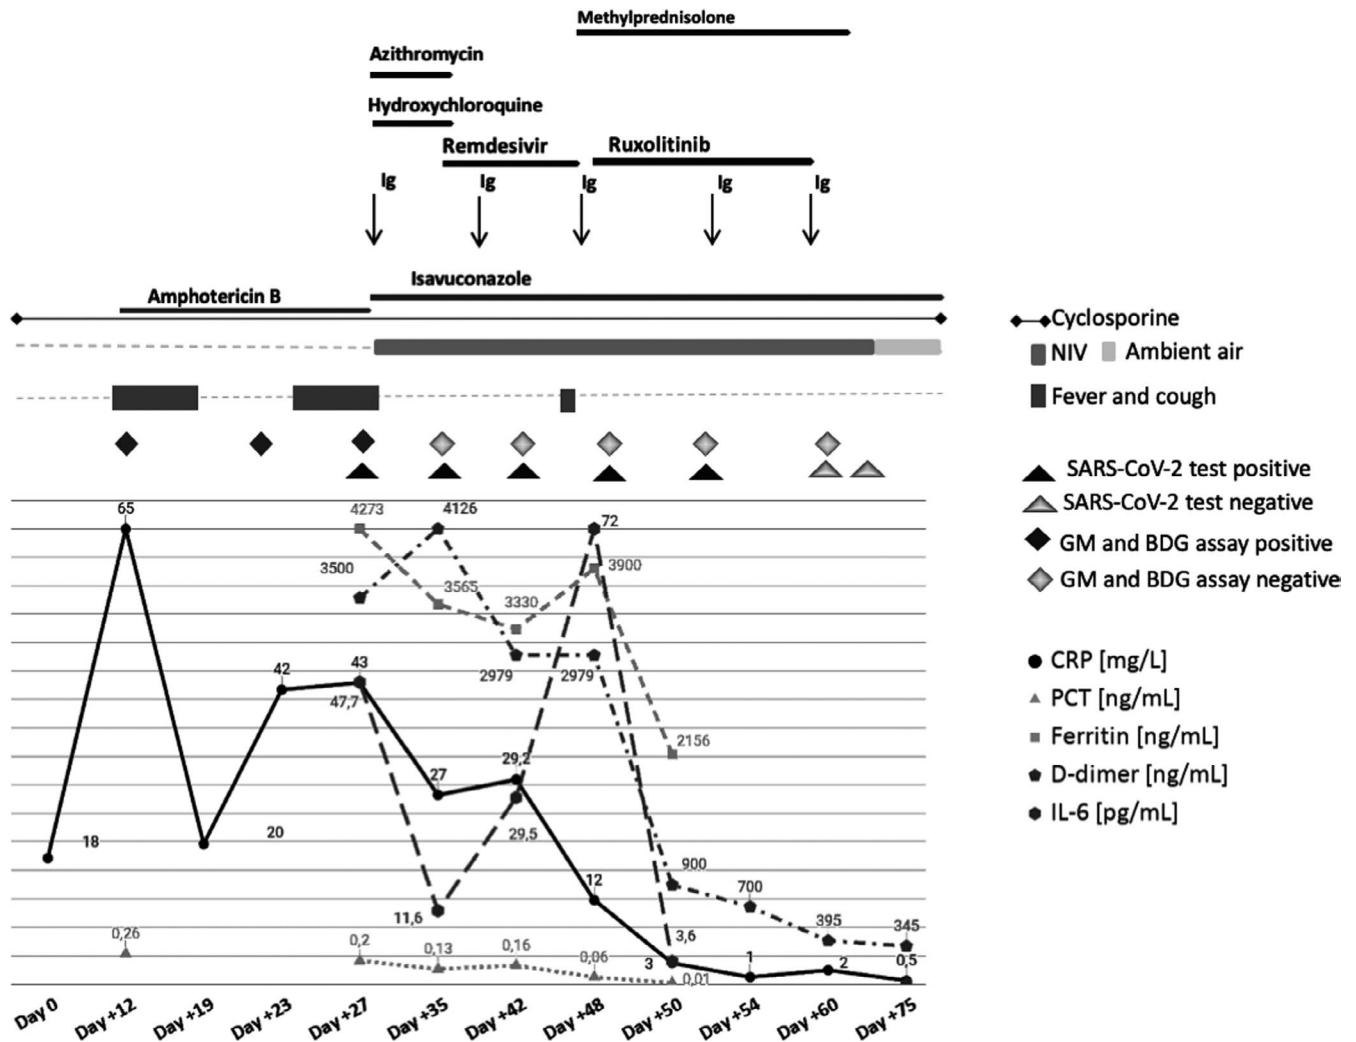 Methylprednisolone
Azithromycin
Hydroxychloroquine
Remdesivir
Ruxolitinib
Ig
Ig
Ig
Ig
Ig
Isavuconazole
Amphotericin B
Cyclosporine
NIV
Ambient air
Fever and cough
SARS-CoV-2 test positive
SARS-CoV-2 test negative
GM and BDG assay positive
GM and BDG assay negative
CRP [mg/L]
PCT [ng/mL]
Ferritin [ng/mL]
D-dimer [ng/mL]
IL-6 [pg/mL]
65
4273
4126
72
3500
3565
3330
3900
42
43
47,7
2979
2979
2156
18
20
27
29,2
29,5
12
900
700
11,6
395
345
0,26
0,2
0,13
0,16
0,06
3
3,6
0,01
1
2
0,5
Day 0
Day +12
Day +19
Day +23
Day +27
Day +35
Day +42
Day +48
Day +50
Day +54
Day +60
Day +75